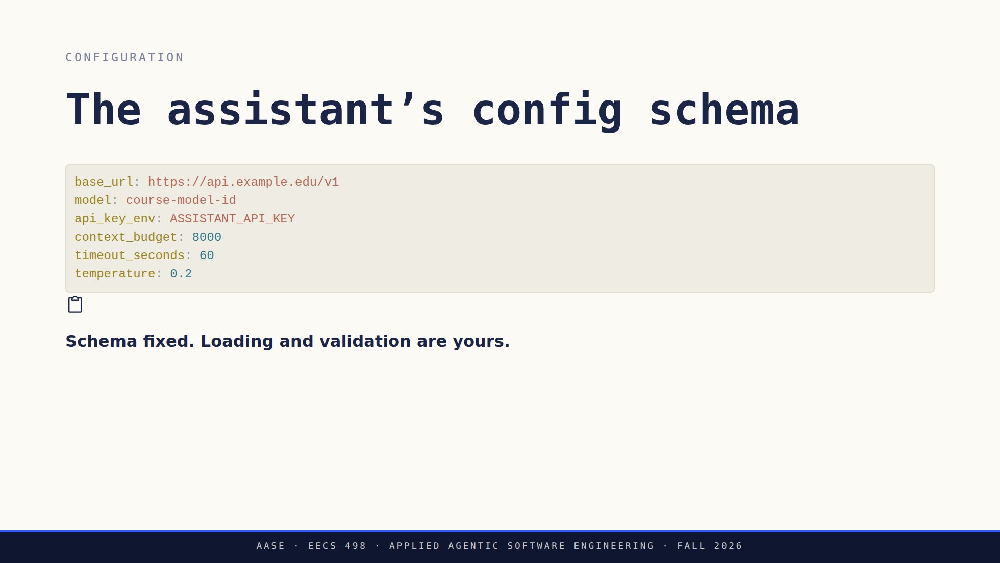 CONFIGURATION
The assistant’s config schema
base_url: https://api.example.edu/v1
model: course-model-id
api_key_env: ASSISTANT_API_KEY
context_budget: 8000
timeout_seconds: 60
temperature: 0.2
Schema fixed. Loading and validation are yours.
AASE · EECS 498 · APPLIED AGENTIC SOFTWARE ENGINEERING · FALL 2026